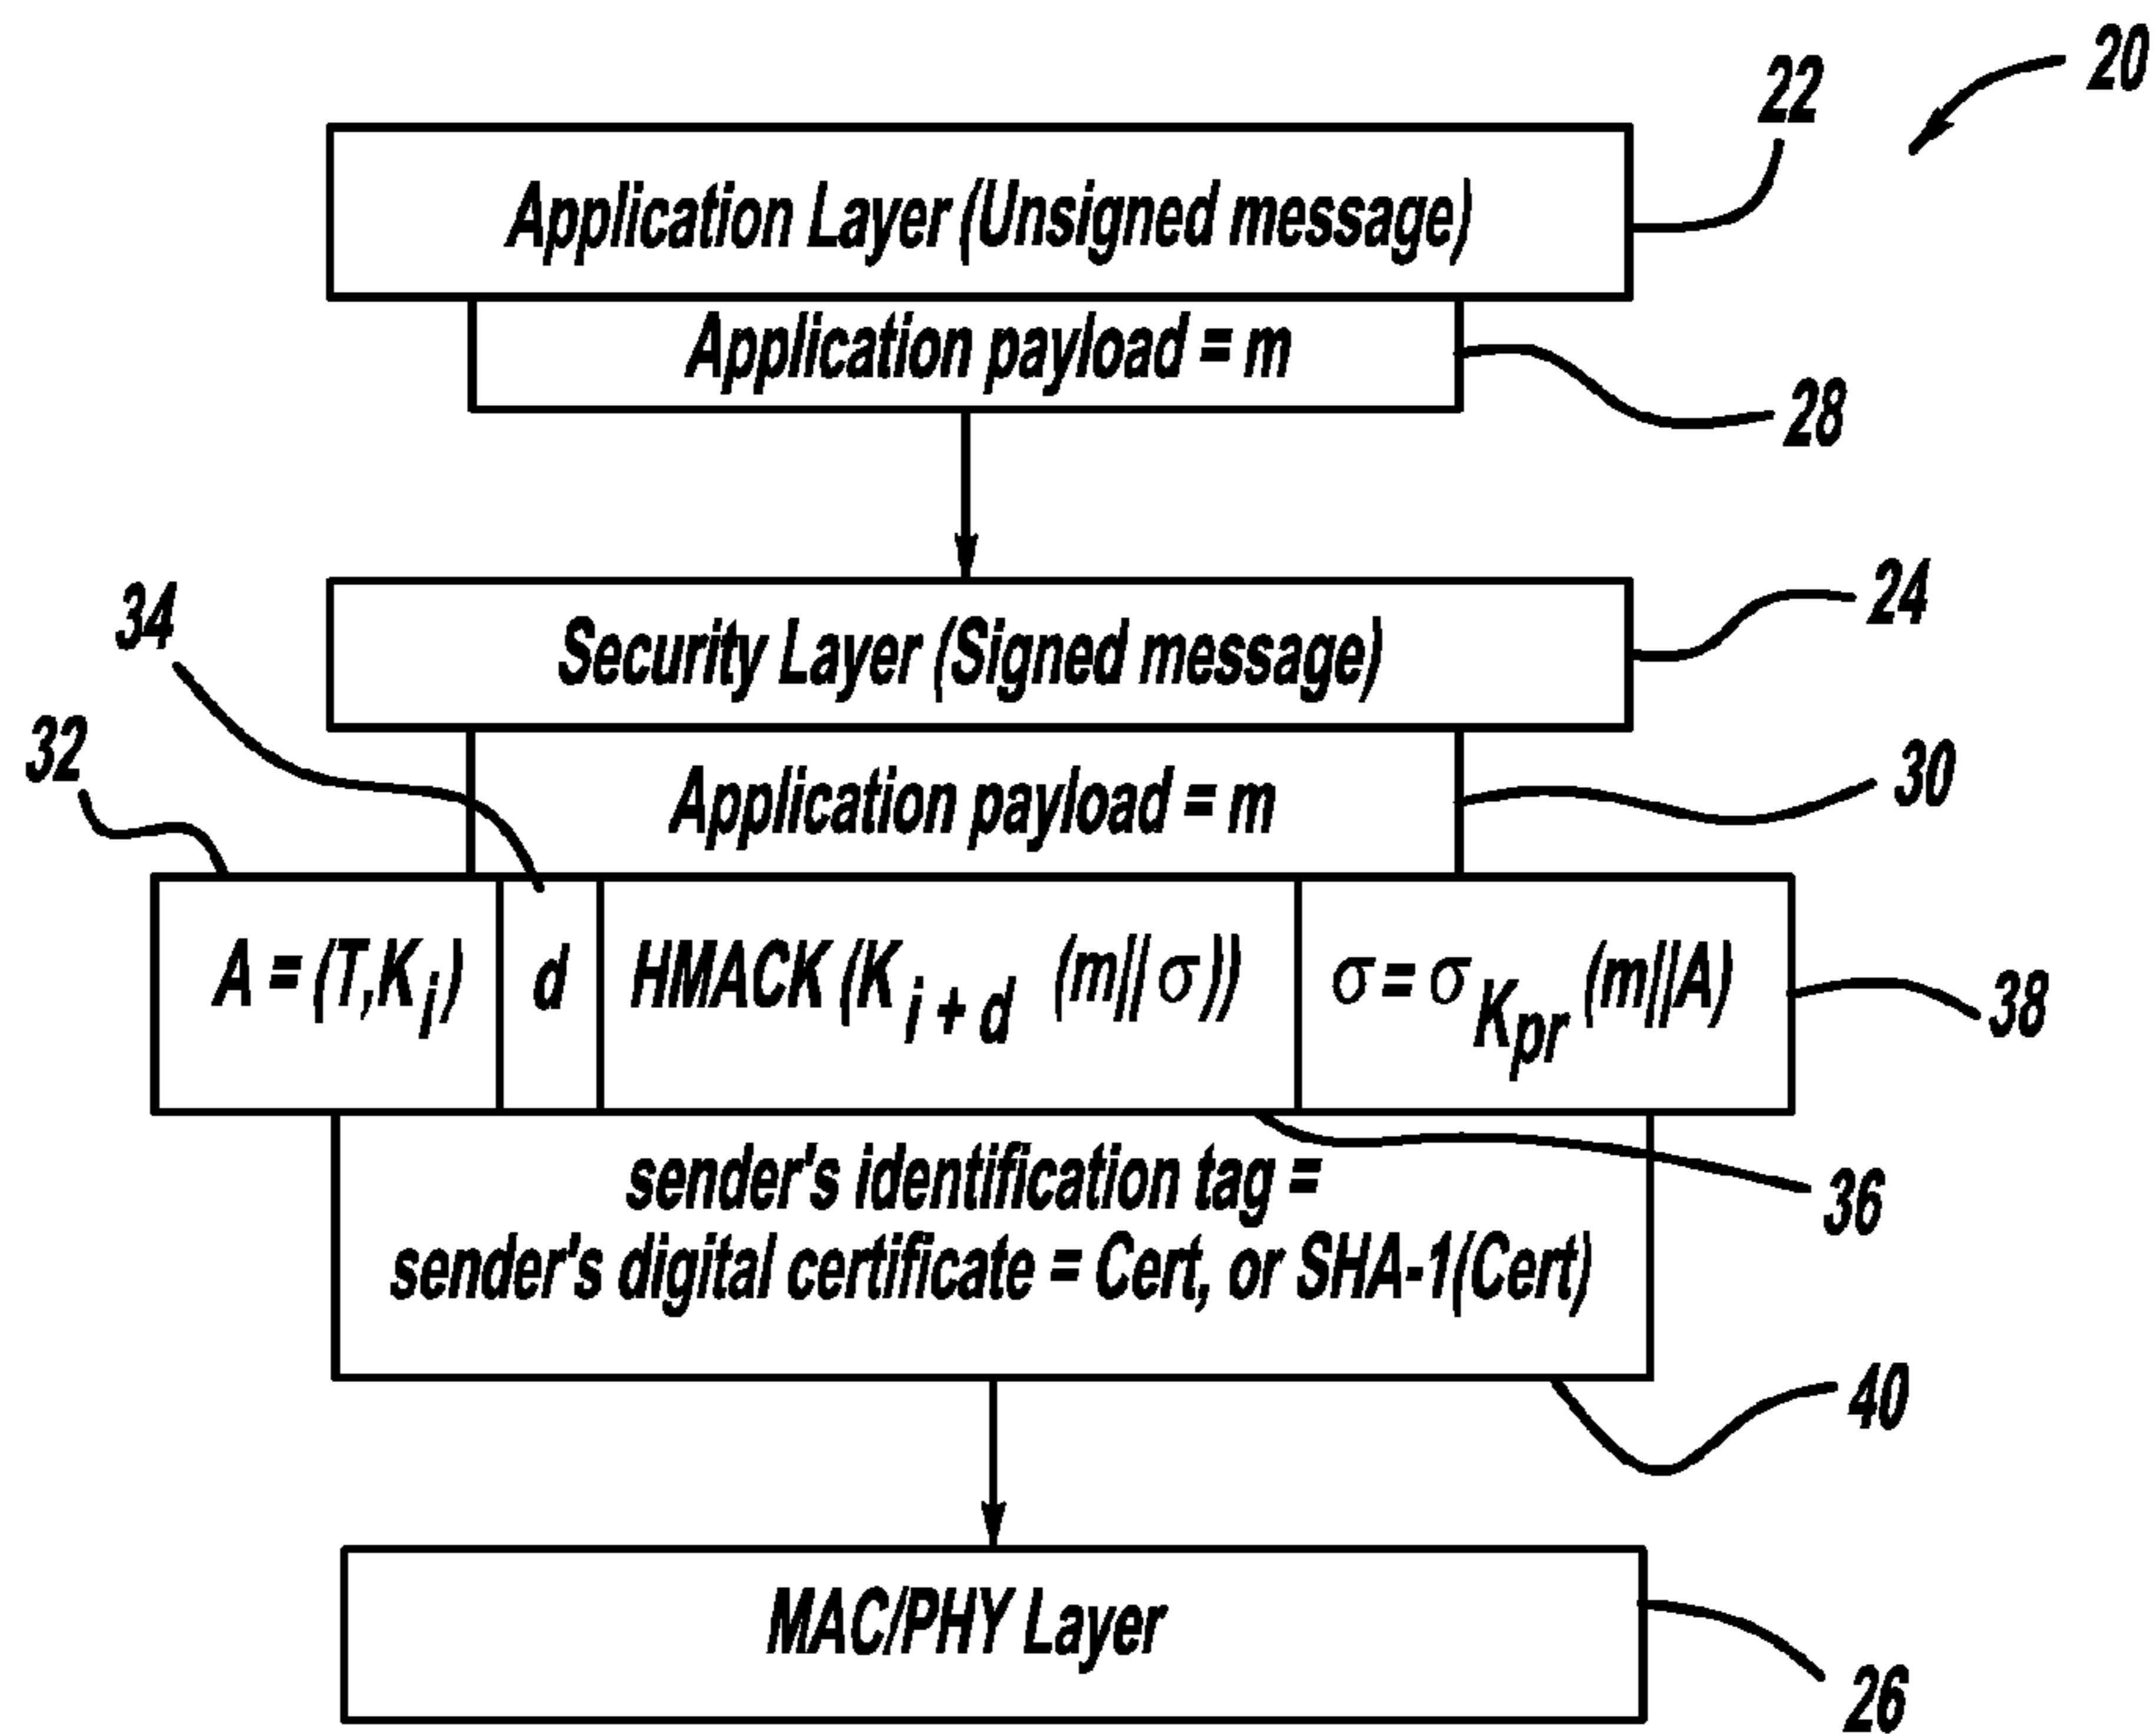 20
22
Application Layer (Unsigned message)
Application payload = m
28
24
Security Layer (Signed message)
34
32
30
Application payload = m
A = (T,Ki) d HMACK (K i + d (m|| σ)) σ = σ Kpr (m||A)
38
sender's identification tag =
36
sender's digital certificate = Cert, or SHA-1(Cert)
40
MAC/PHY Layer
26